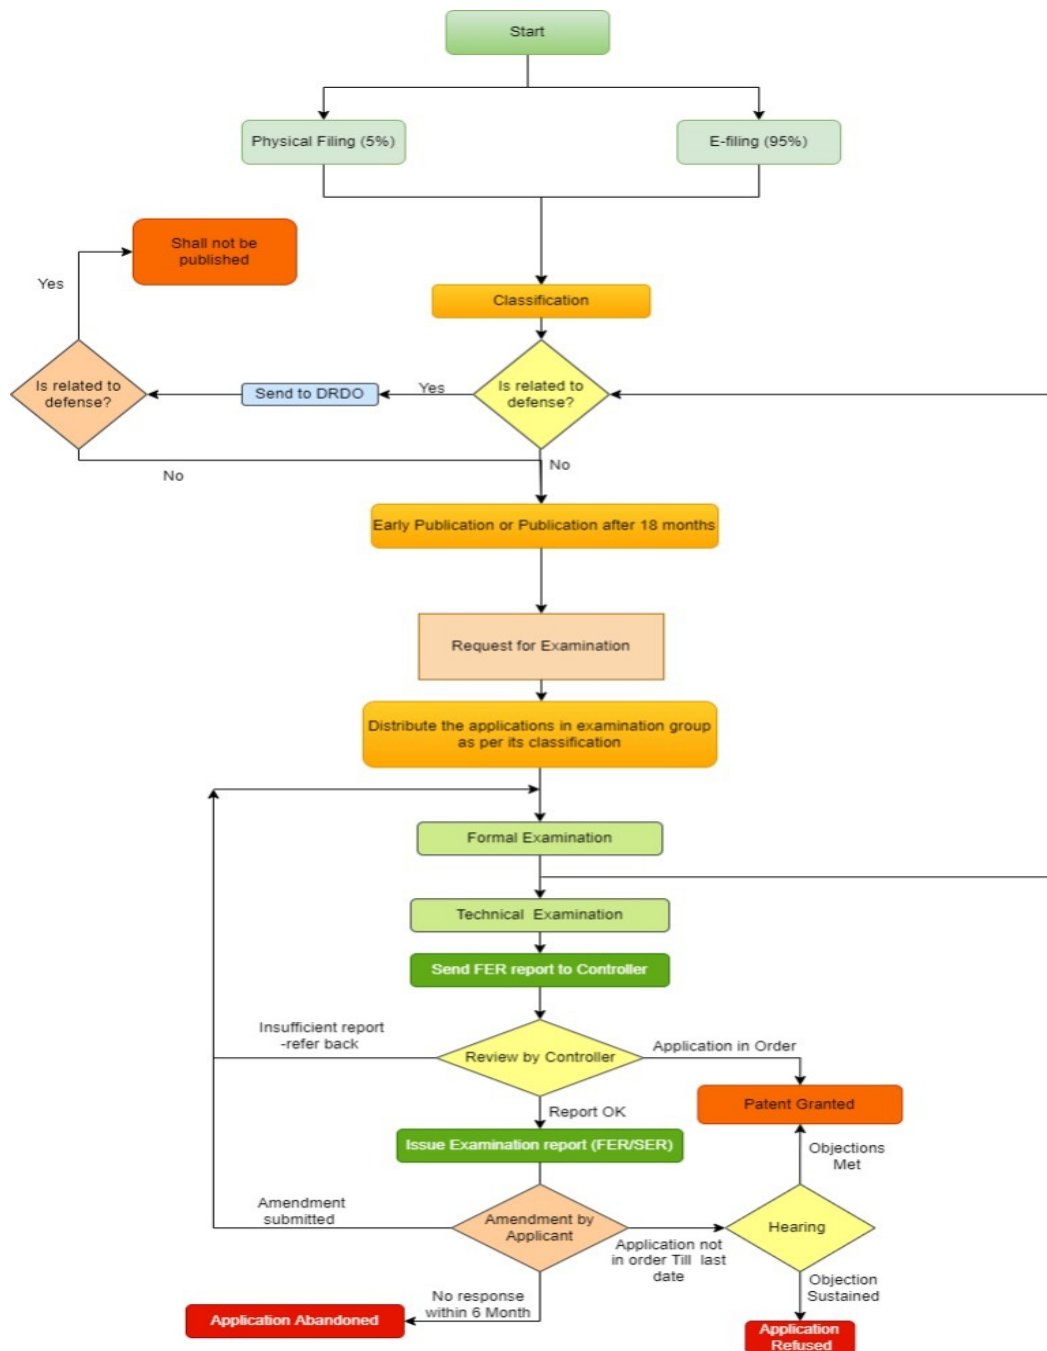 Start
Physical Filing (5%)
E-filing (95%)
Shall not be
published
Yes
Classification
Is related to
defense?
Send to DRDO
Yes
Is related to
defense?
No
No
Early Publication or Publication after 18 months
Request for Examination
Distribute the applications in examination group
as per its classification
Formal Examination
Technical Examination
Send FER report to Controller
Insufficient report
-refer back
Review by Controller
Application in Order
Patent Granted
Report OK
Issue Examination report (FER/SER)
Objections
Met
Amendment
submitted
Amendment by
Applicant
Application not
in order Till last
date
Hearing
No response
within 6 Month
Objection
Sustained
Application Abandoned
Application
Refused